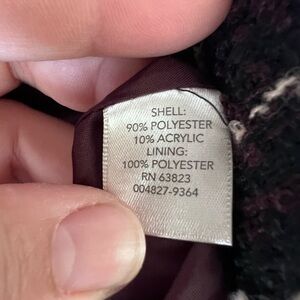 SHELL:
90% POLYESTER
10% ACRYLIC
LINING:
100% POLYESTER
RN 63823
004827-9364